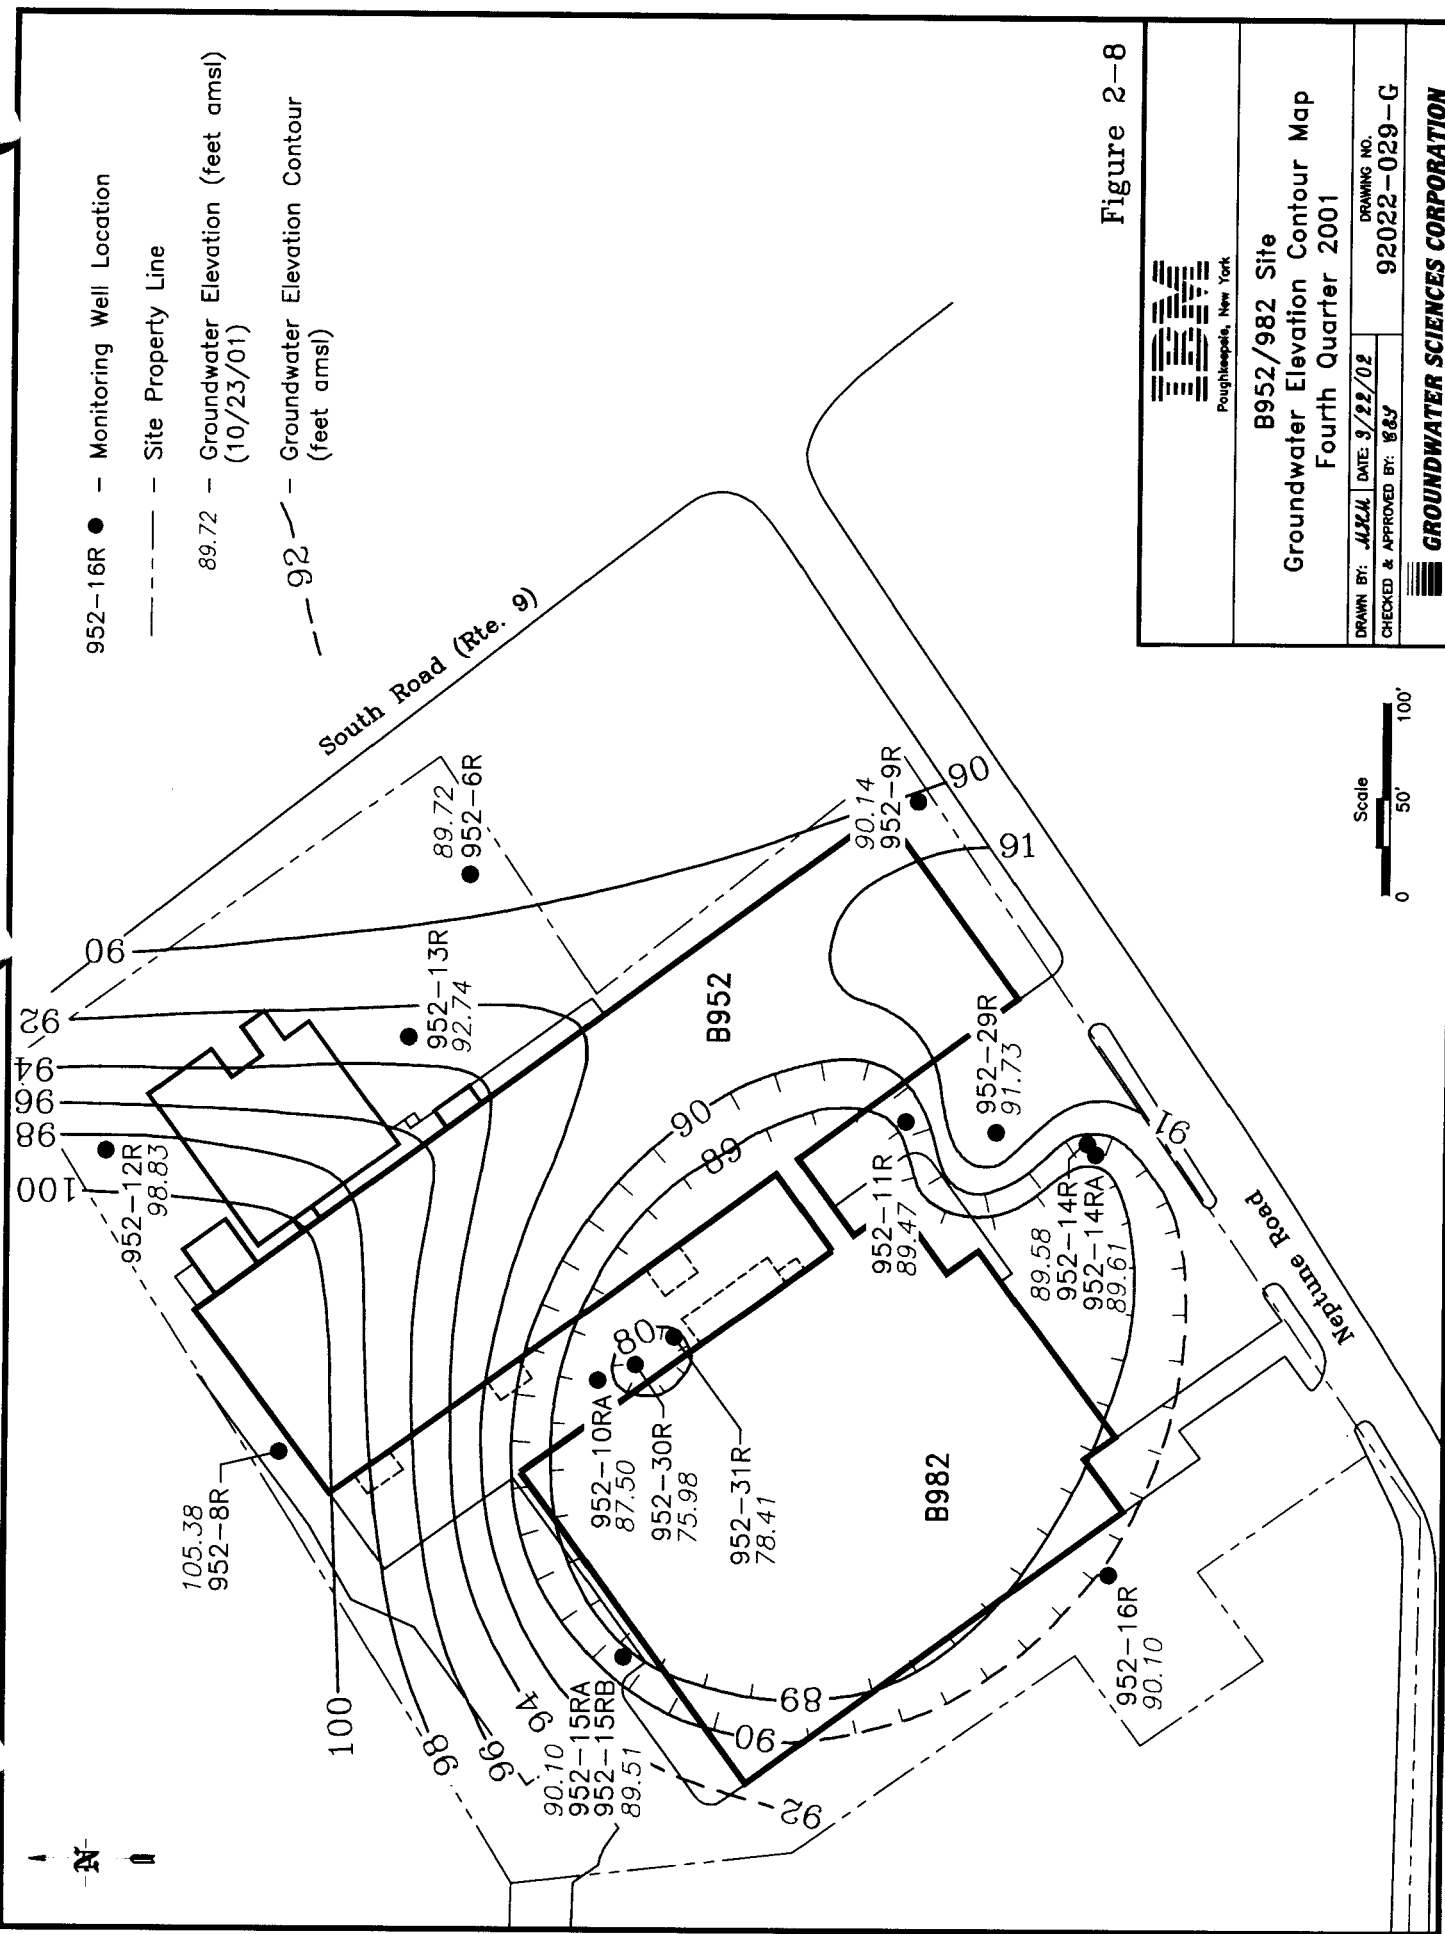 952-16R ● - Monitoring Well Location
- Site Property Line
89.72 - Groundwater Elevation (feet amsl)
(10/23/01)
92 - Groundwater Elevation Contour
(feet amsl)
N
South Road (Rte. 9)
Neptune Road
B952
B982
105.38
952-8R
952-12R
98.83
952-13R
92.74
89.72
952-6R
90.14
952-9R
952-29R
91.73
952-11R
89.47
89.58
952-14R
952-14RA
89.61
952-10RA
87.50
952-30R
75.98
952-31R
78.41
90.10
952-15RA
952-15RB
89.51
952-16R
90.10
100
98
96
94
92
90
100
98
96
94
92
90
89
90
89
80
90
91
91
Scale
0 50' 100'
Figure 2-8
IBM
Poughkeepsie, New York
B952/982 Site
Groundwater Elevation Contour Map
Fourth Quarter 2001
DRAWN BY: DATE: 3/22/02
CHECKED & APPROVED BY:
DRAWING NO.
92022-029-G
GROUNDWATER SCIENCES CORPORATION